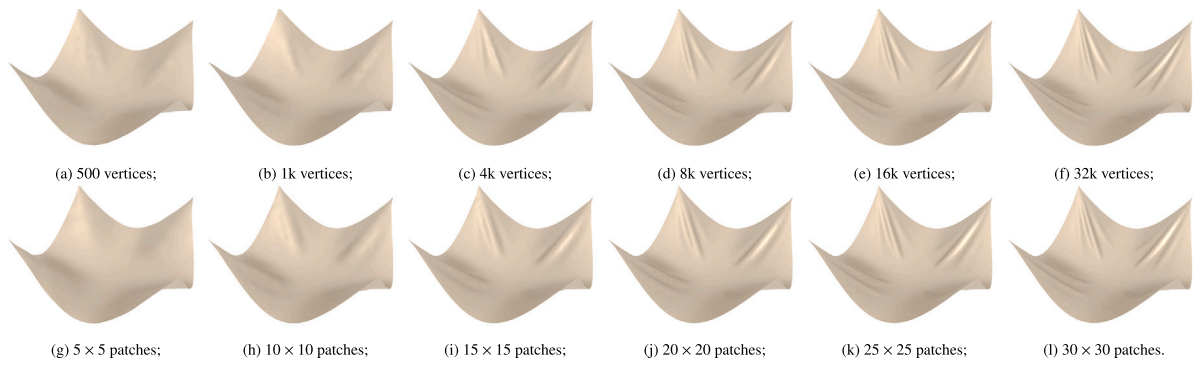 (a) 500 vertices;
(b) 1k vertices;
(c) 4k vertices;
(d) 8k vertices;
(e) 16k vertices;
(f) 32k vertices;
(g) 5 × 5 patches;
(h) 10 × 10 patches;
(i) 15 × 15 patches;
(j) 20 × 20 patches;
(k) 25 × 25 patches;
(l) 30 × 30 patches.